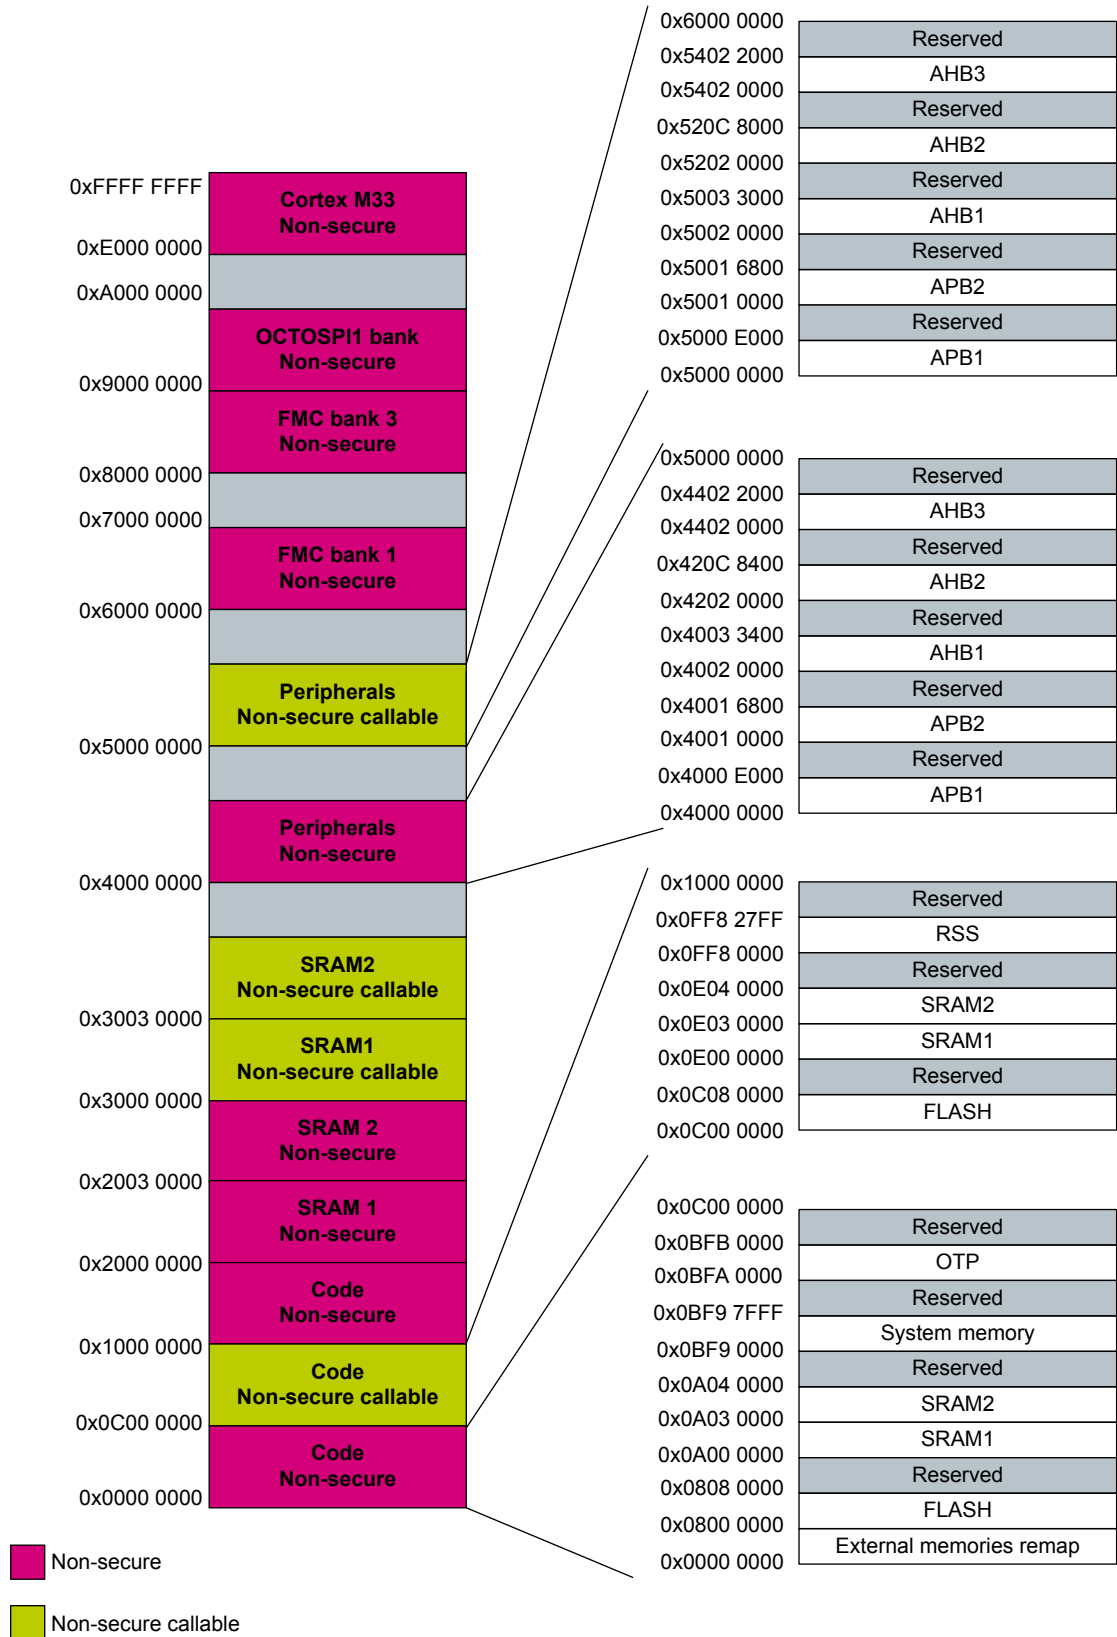 0xFFFF FFFF
Cortex M33
Non-secure
0xE000 0000
0xA000 0000
OCTOSPI1 bank
Non-secure
0x9000 0000
FMC bank 3
Non-secure
0x8000 0000
0x7000 0000
FMC bank 1
Non-secure
0x6000 0000
Peripherals
Non-secure callable
0x5000 0000
Peripherals
Non-secure
0x4000 0000
SRAM2
Non-secure callable
0x3003 0000
SRAM1
Non-secure callable
0x3000 0000
SRAM 2
Non-secure
0x2003 0000
SRAM 1
Non-secure
0x2000 0000
Code
Non-secure
0x1000 0000
Code
Non-secure callable
0x0C00 0000
Code
Non-secure
0x0000 0000
Non-secure
Non-secure callable
0x6000 0000
Reserved
0x5402 2000
AHB3
0x5402 0000
Reserved
0x520C 8000
AHB2
0x5202 0000
Reserved
0x5003 3000
AHB1
0x5002 0000
Reserved
0x5001 6800
APB2
0x5001 0000
Reserved
0x5000 E000
APB1
0x5000 0000
0x5000 0000
Reserved
0x4402 2000
AHB3
0x4402 0000
Reserved
0x420C 8400
AHB2
0x4202 0000
Reserved
0x4003 3400
AHB1
0x4002 0000
Reserved
0x4001 6800
APB2
0x4001 0000
Reserved
0x4000 E000
APB1
0x4000 0000
0x1000 0000
Reserved
0x0FF8 27FF
RSS
0x0FF8 0000
Reserved
0x0E04 0000
SRAM2
0x0E03 0000
SRAM1
0x0E00 0000
Reserved
0x0C08 0000
FLASH
0x0C00 0000
0x0C00 0000
Reserved
0x0BFB 0000
OTP
0x0BFA 0000
Reserved
0x0BF9 7FFF
System memory
0x0BF9 0000
Reserved
0x0A04 0000
SRAM2
0x0A03 0000
SRAM1
0x0A00 0000
Reserved
0x0808 0000
FLASH
0x0800 0000
External memories remap
0x0000 0000